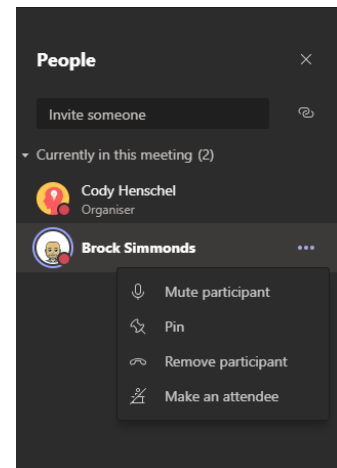 People
Invite someone
Currently in this meeting (2)
Cody Henschel
Organiser
Brock Simmonds
Mute participant
Pin
Remove participant
Make an attendee